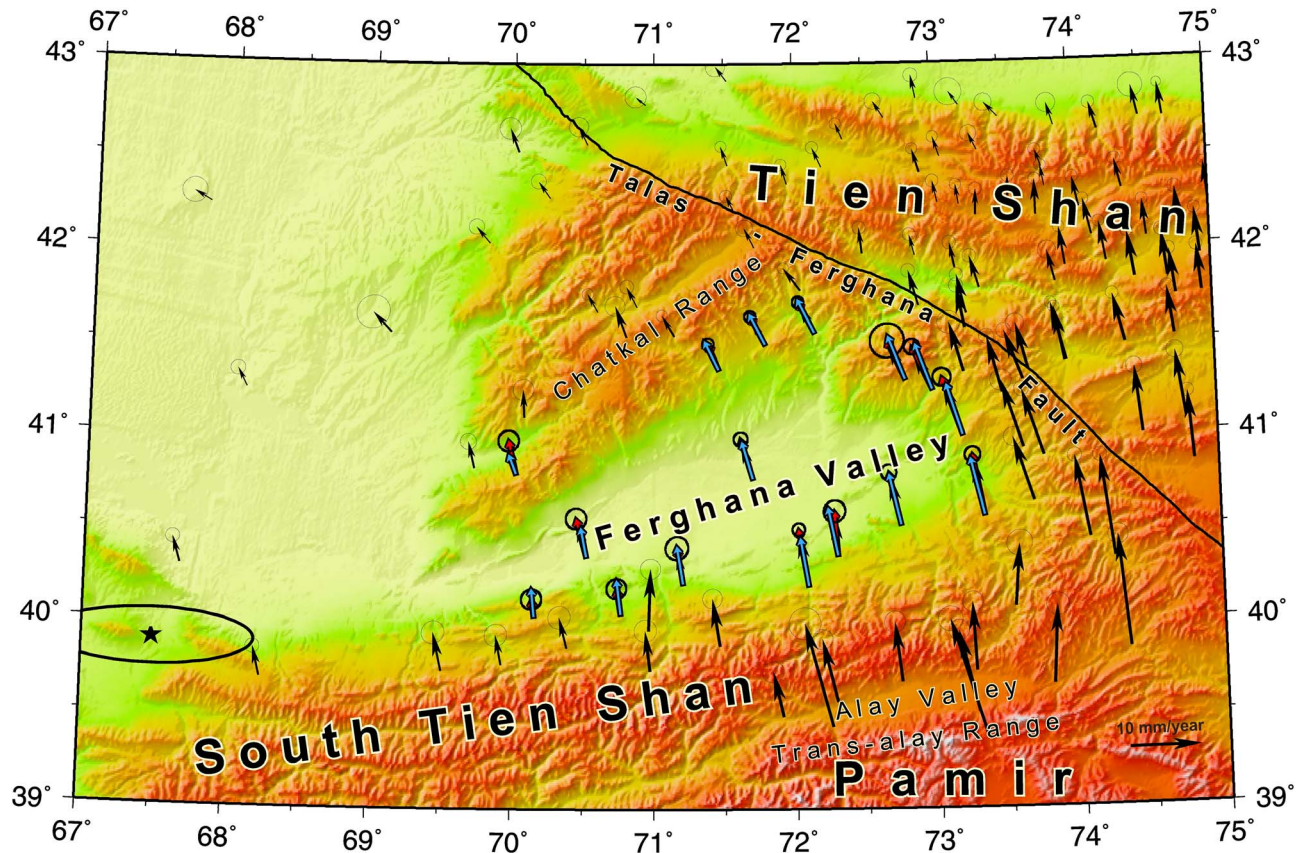 67° 68° 69° 70° 71° 72° 73° 74° 75°
43° 43°
Tien Shan
Talas - Ferghana Fault
42° 42°
Chatkal Range
41° 41°
Ferghana Valley
40° 40°
South Tien Shan
Alay Valley
Trans-alay Range
10 mm/year
Pamir
39° 39°
67° 68° 69° 70° 71° 72° 73° 74° 75°